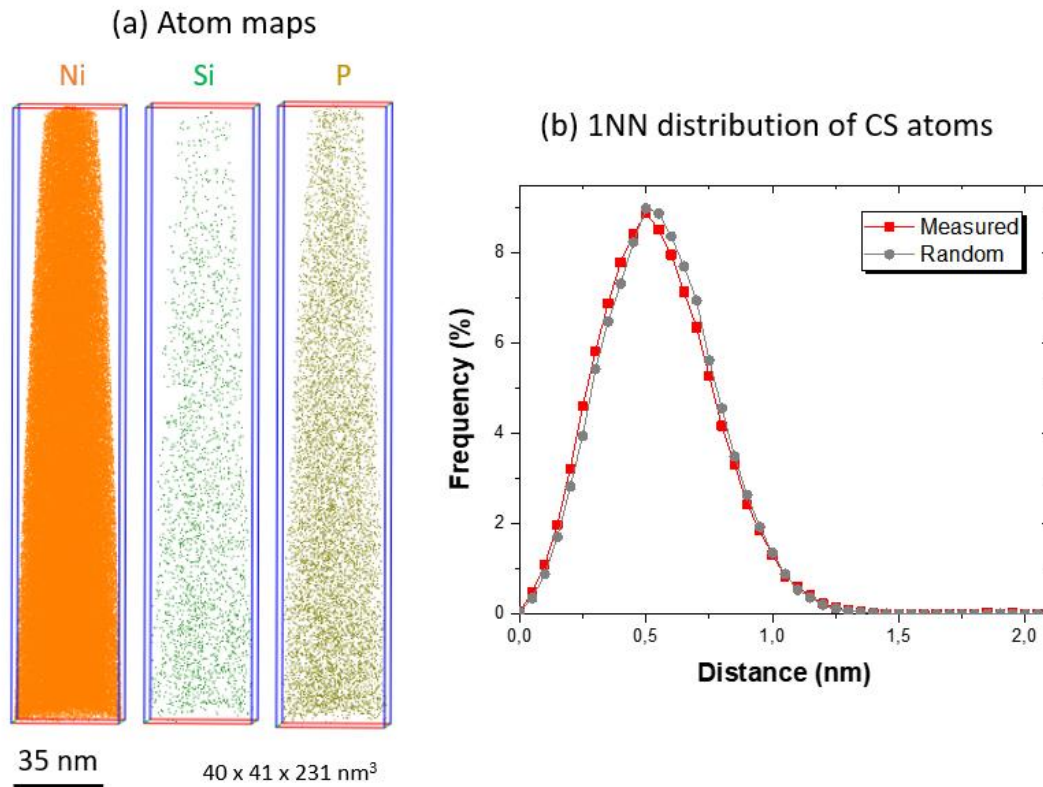 (a) Atom maps
Ni Si P
35 nm
40 x 41 x 231 nm³
(b) 1NN distribution of CS atoms
Measured
Random
Frequency (%)
8
6
4
2
0
0,0 0,5 1,0 1,5 2,0
Distance (nm)